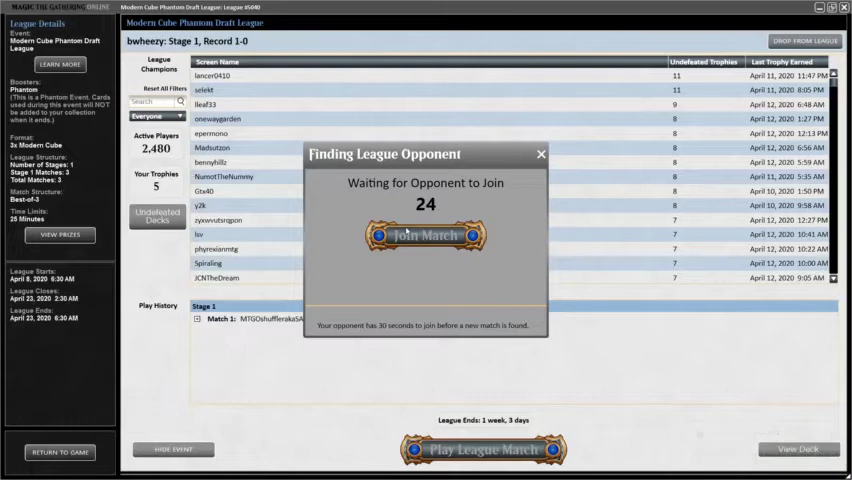 MAGIC THE GATHERING ONLINE
Modern Cube Phantom Draft League: League #5040
League Details
Event:
Modern Cube Phantom Draft
League
LEARN MORE
Boosters:
Phantom
(This is a Phantom Event. Cards
used during this event will NOT
be added to your collection
when it ends.)
Format:
3x Modern Cube
League Structure:
Number of Stages: 1
Stage 1 Matches: 3
Total Matches: 3
Match Structure:
Best-of-3
Time Limits:
25 Minutes
VIEW PRIZES
League Starts:
April 8, 2020 6:30 AM
League Closes:
April 23, 2020 2:30 AM
League Ends:
April 23, 2020 6:30 AM
RETURN TO GAME
Modern Cube Phantom Draft League
bwheezy: Stage 1, Record 1-0
DROP FROM LEAGUE
League
Champions
Reset All Filters
Search
Everyone
Active Players
2,480
Your Trophies
5
Undefeated
Decks
Screen Name Undefeated Trophies Last Trophy Earned
lancer0410 11 April 11, 2020 11:47 PM
selekt 11 April 11, 2020 8:05 PM
lleaf33 9 April 12, 2020 6:48 AM
onewaygarden 8 April 12, 2020 1:27 PM
epermono 8 April 12, 2020 12:13 PM
Madsutzon 8 April 12, 2020 6:56 AM
bennyhillz 8 April 12, 2020 5:59 AM
NumotTheNummy 8 April 11, 2020 5:35 AM
Gtx40 8 April 10, 2020 1:50 PM
y2k 8 April 10, 2020 9:58 AM
zyxwvutsrqpon 7 April 12, 2020 12:27 PM
lsv 7 April 12, 2020 10:41 AM
phyrexianmtg 7 April 12, 2020 10:22 AM
Spiraling 7 April 12, 2020 10:00 AM
JCNTheDream 7 April 12, 2020 9:05 AM
Finding League Opponent
Waiting for Opponent to Join
24
Join Match
Your opponent has 30 seconds to join before a new match is found.
Play History
Stage 1
Match 1: MTGOshufflerakaSA
League Ends: 1 week, 3 days
HIDE EVENT
Play League Match
View Deck